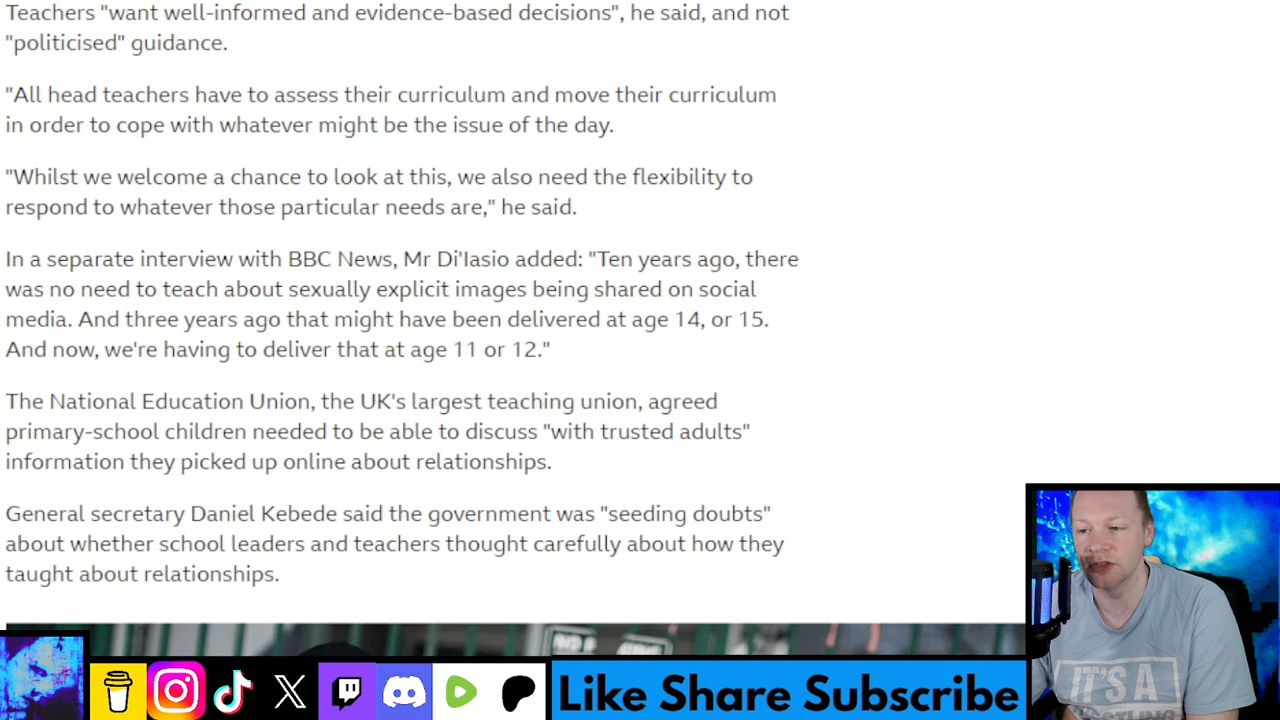 Teachers "want well-informed and evidence-based decisions", he said, and not
"politicised" guidance.
"All head teachers have to assess their curriculum and move their curriculum
in order to cope with whatever might be the issue of the day.
"Whilst we welcome a chance to look at this, we also need the flexibility to
respond to whatever those particular needs are," he said.
In a separate interview with BBC News, Mr Di'Iasio added: "Ten years ago, there
was no need to teach about sexually explicit images being shared on social
media. And three years ago that might have been delivered at age 14, or 15.
And now, we're having to deliver that at age 11 or 12."
The National Education Union, the UK's largest teaching union, agreed
primary-school children needed to be able to discuss "with trusted adults"
information they picked up online about relationships.
General secretary Daniel Kebede said the government was "seeding doubts"
about whether school leaders and teachers thought carefully about how they
taught about relationships.
IT'S A
Like Share Subscribe